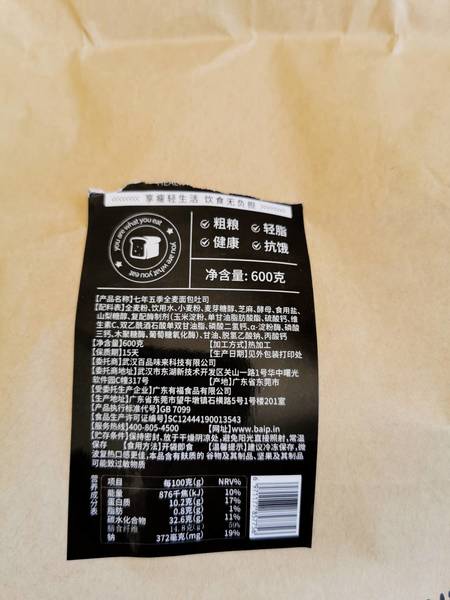 享瘦轻生活 饮食无负担
you are what you eat
you are what you eat
粗粮 轻脂
健康 抗饿
净含量: 600克
【产品名称】七年五季全麦面包吐司
【配料表】全麦粉、饮用水、小麦粉、麦芽糖醇、芝麻、酵母、食用盐、
山梨糖醇、复配酶制剂(玉米淀粉、单甘油脂肪酸酯、硫酸钙、维
生素C、双乙酰酒石酸单双甘油脂、磷酸二氢钙、α-淀粉酶、磷酸
三钙、木聚糖酶、葡萄糖氧化酶)、甘油、脱氢乙酸钠、丙酸钙
【净含量】600克 【加工方式】热加工
【保质期】15天 【生产日期】见外包装打印处
【委托商】武汉百品味来科技有限公司
【委托商地址】武汉市东湖新技术开发区关山一路1号华中曙光
软件园C幢317号 【产地】广东省东莞市
【受委托生产企业】广东有福食品有限公司
【生产地址】广东省东莞市望牛墩镇石横路5号1号楼201室
【产品执行标准代号】GB 7099
【食品生产许可证编号】SC12444190013543
【服务热线】400-805-4500 【网址】www.baip.in
【贮存条件】保持密封,放于干燥阴凉处,避免阳光直接照射,常温
保存 【食用方法】开袋即食 【温馨提示】建议冷冻保存,微
波复热口感更佳,本品含有麸质的谷物及其制品、坚果及其制品
可能致过敏物质
营养成分表
项目 每100克(g) NRV%
能量 876千焦(kJ) 10%
蛋白质 10.2克(g) 17%
脂肪 0.8克(g) 1%
碳水化合物 32.6克(g) 11%
膳食纤维 14.8克(g) 59%
钠 372毫克(mg) 19%